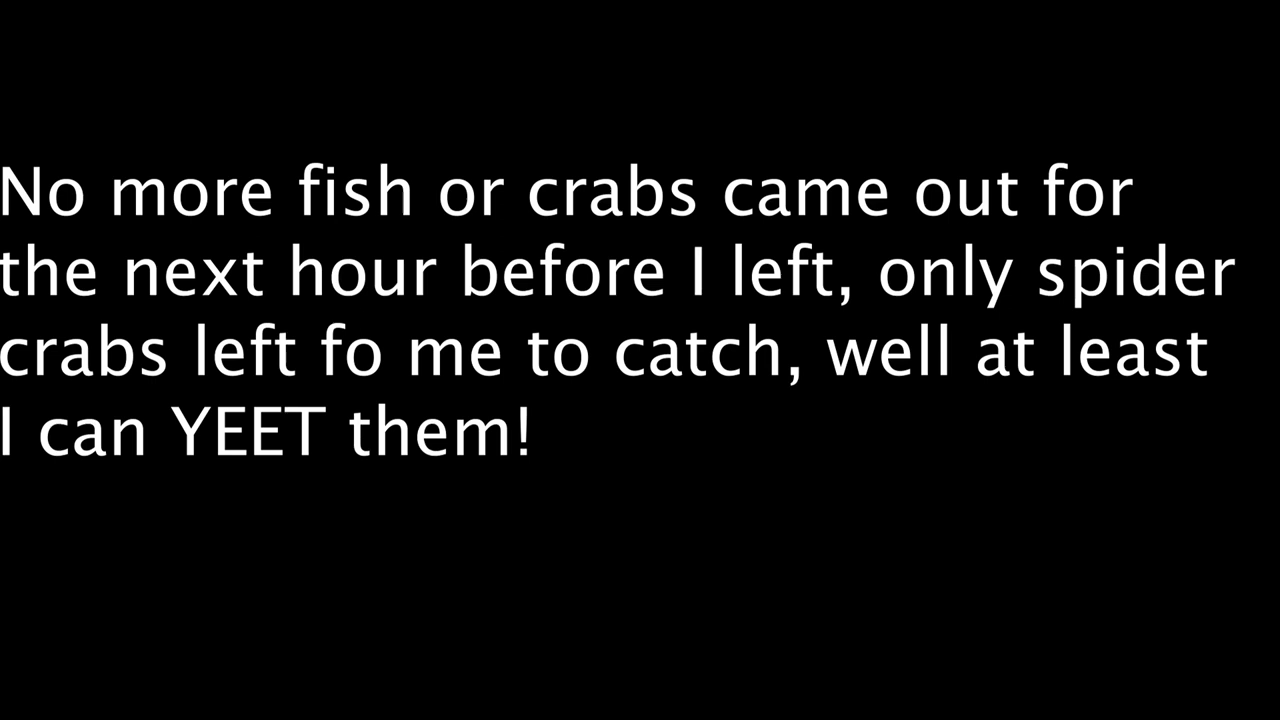 No more fish or crabs came out for
the next hour before I left, only spider
crabs left fo me to catch, well at least
I can YEET them!